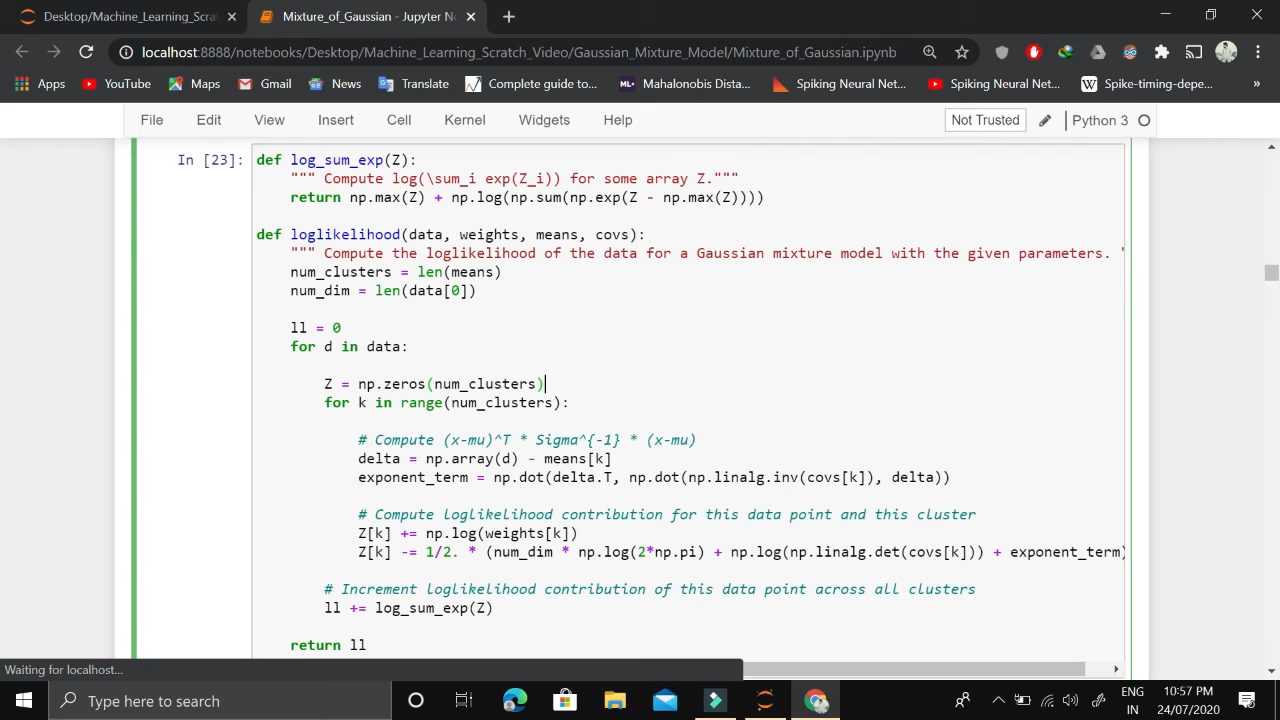 Desktop/Machine_Learning_Scrat
Mixture_of_Gaussian - Jupyter No
localhost:8888/notebooks/Desktop/Machine_Learning_Scratch_Video/Gaussian_Mixture_Model/Mixture_of_Gaussian.ipynb
Apps YouTube Maps Gmail News Translate Complete guide to... ML+ Mahalonobis Dista... Spiking Neural Net... Spiking Neural Net... W Spike-timing-depe... »
File Edit View Insert Cell Kernel Widgets Help Not Trusted Python 3
In [23]: def log_sum_exp(Z):
""" Compute log(\sum_i exp(Z_i)) for some array Z."""
return np.max(Z) + np.log(np.sum(np.exp(Z - np.max(Z))))
def loglikelihood(data, weights, means, covs):
""" Compute the loglikelihood of the data for a Gaussian mixture model with the given parameters. "
num_clusters = len(means)
num_dim = len(data[0])
ll = 0
for d in data:
Z = np.zeros(num_clusters)
for k in range(num_clusters):
# Compute (x-mu)^T * Sigma^{-1} * (x-mu)
delta = np.array(d) - means[k]
exponent_term = np.dot(delta.T, np.dot(np.linalg.inv(covs[k]), delta))
# Compute loglikelihood contribution for this data point and this cluster
Z[k] += np.log(weights[k])
Z[k] -= 1/2. * (num_dim * np.log(2*np.pi) + np.log(np.linalg.det(covs[k])) + exponent_term)
# Increment loglikelihood contribution of this data point across all clusters
ll += log_sum_exp(Z)
return ll
Waiting for localhost...
Type here to search
ENG
IN
10:57 PM
24/07/2020